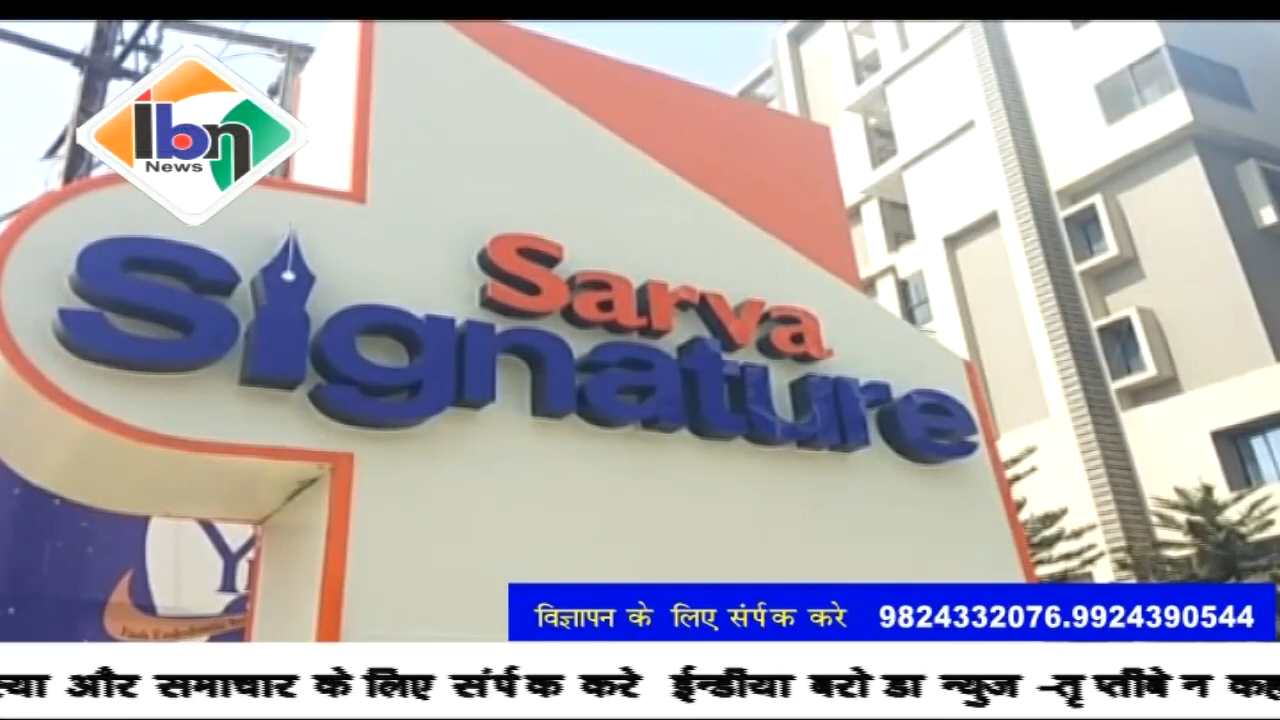 Ibn
News
Sarva
Signature
Y
विज्ञापन के लिए संर्पक करे 9824332076.9924390544
और समाचार के लिए संर्पक करे ईन्डीया बरोडा न्युज -तृप्तीबेन